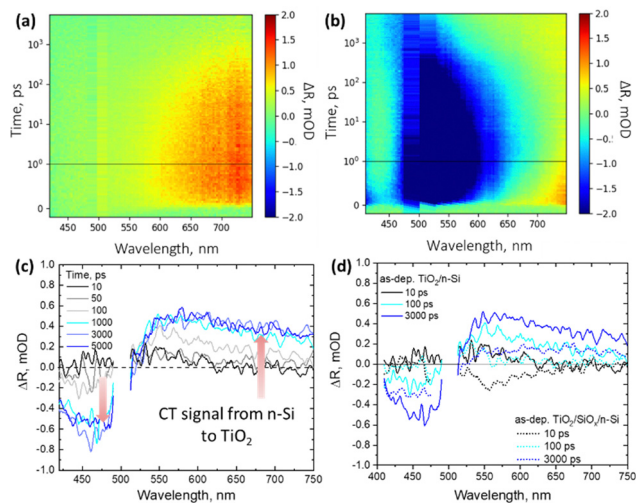 (a)
Time, ps
10³
10²
10¹
10⁰
0
450 500 550 600 650 700
Wavelength, nm
2.0
1.5
1.0
0.5
0.0
−0.5
−1.0
−1.5
−2.0
ΔR, mOD
(b)
Time, ps
10³
10²
10¹
10⁰
0
450 500 550 600 650 700
Wavelength, nm
2.0
1.5
1.0
0.5
0.0
−0.5
−1.0
−1.5
−2.0
ΔR, mOD
(c)
Time, ps
10
50
100
1000
3000
5000
CT signal from n-Si
to TiO₂
ΔR, mOD
1.0
0.8
0.6
0.4
0.2
0.0
-0.2
-0.4
-0.6
-0.8
-1.0
450 500 550 600 650 700 750
Wavelength, nm
(d)
as-dep. TiO₂/n-Si
10 ps
100 ps
3000 ps
as-dep. TiO₂/SiOₓ/n-Si
10 ps
100 ps
3000 ps
ΔR, mOD
1.0
0.8
0.6
0.4
0.2
0.0
-0.2
-0.4
-0.6
-0.8
-1.0
400 450 500 550 600 650 700 750
Wavelength, nm